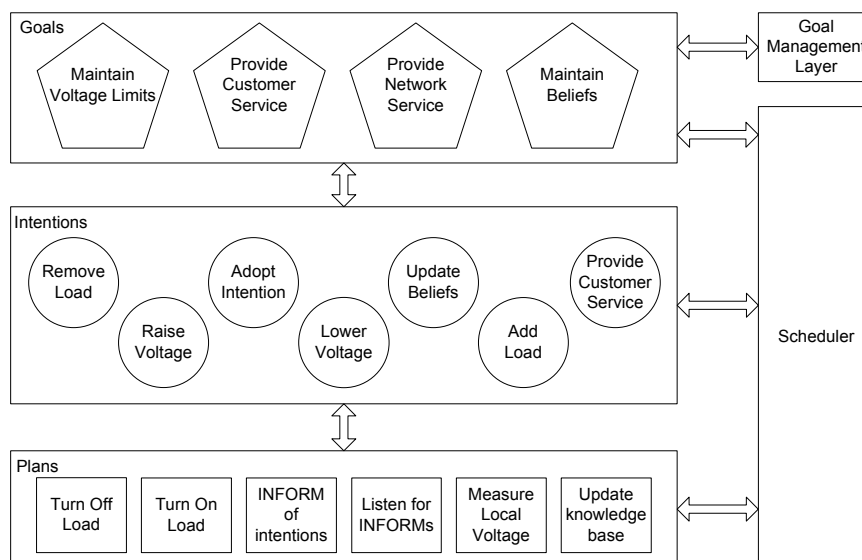 Goals
Maintain
Voltage Limits
Provide
Customer
Service
Provide
Network
Service
Maintain
Beliefs
Goal
Management
Layer
Intentions
Remove
Load
Raise
Voltage
Adopt
Intention
Lower
Voltage
Update
Beliefs
Add
Load
Provide
Customer
Service
Scheduler
Plans
Turn Off
Load
Turn On
Load
INFORM
of
intentions
Listen for
INFORMs
Measure
Local
Voltage
Update
knowledge
base